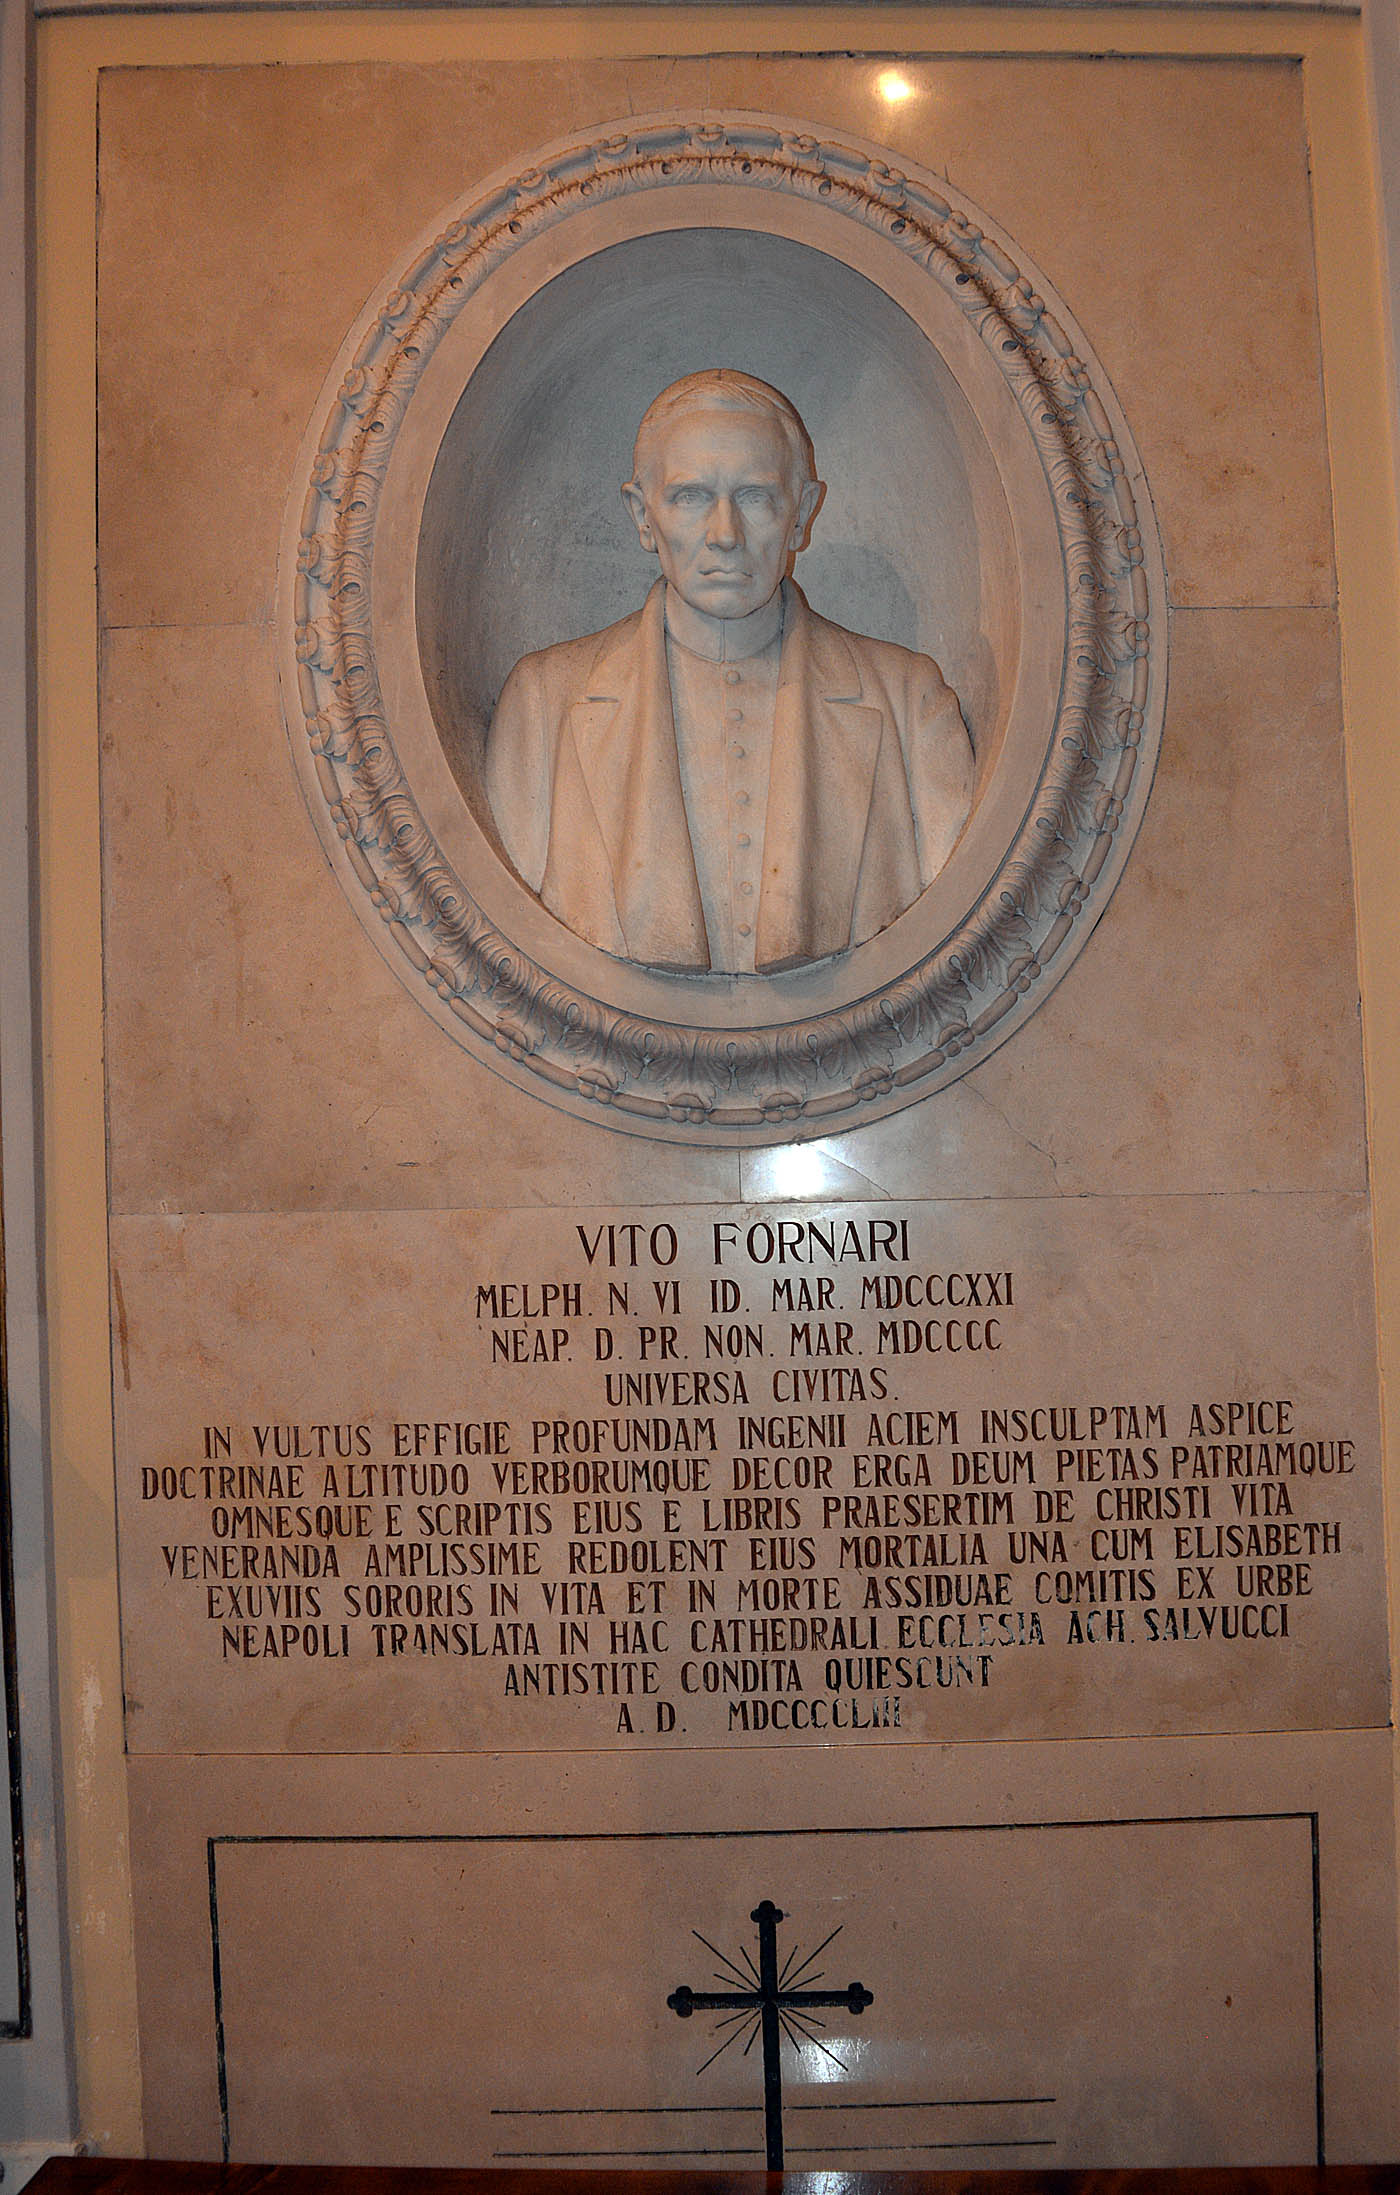 VITO FORNARI
MELPH. N. VI ID. MAR. MDCCCXXI
NEAP. D. PR. NON. MAR. MDCCCC
UNIVERSA CIVITAS.
IN VULTUS EFFIGIE PROFUNDAM INGENII ACIEM INSCULPTAM ASPICE
DOCTRINAE ALTITUDO VERBORUMQUE DECOR ERGA DEUM PIETAS PATRIAMQUE
OMNESQUE E SCRIPTIS EIUS E LIBRIS PRAESERTIM DE CHRISTI VITA
VENERANDA AMPLISSIME REDOLENT EIUS MORTALIA UNA CUM ELISABETH
EXUVIIS SORORIS IN VITA ET IN MORTE ASSIDUAE COMITIS EX URBE
NEAPOLI TRANSLATA IN HAC CATHEDRALI ECCLESIA ACH. SALVUCCI
ANTISTITE CONDITA QUIESCUNT
A. D. MDCCCCLIII